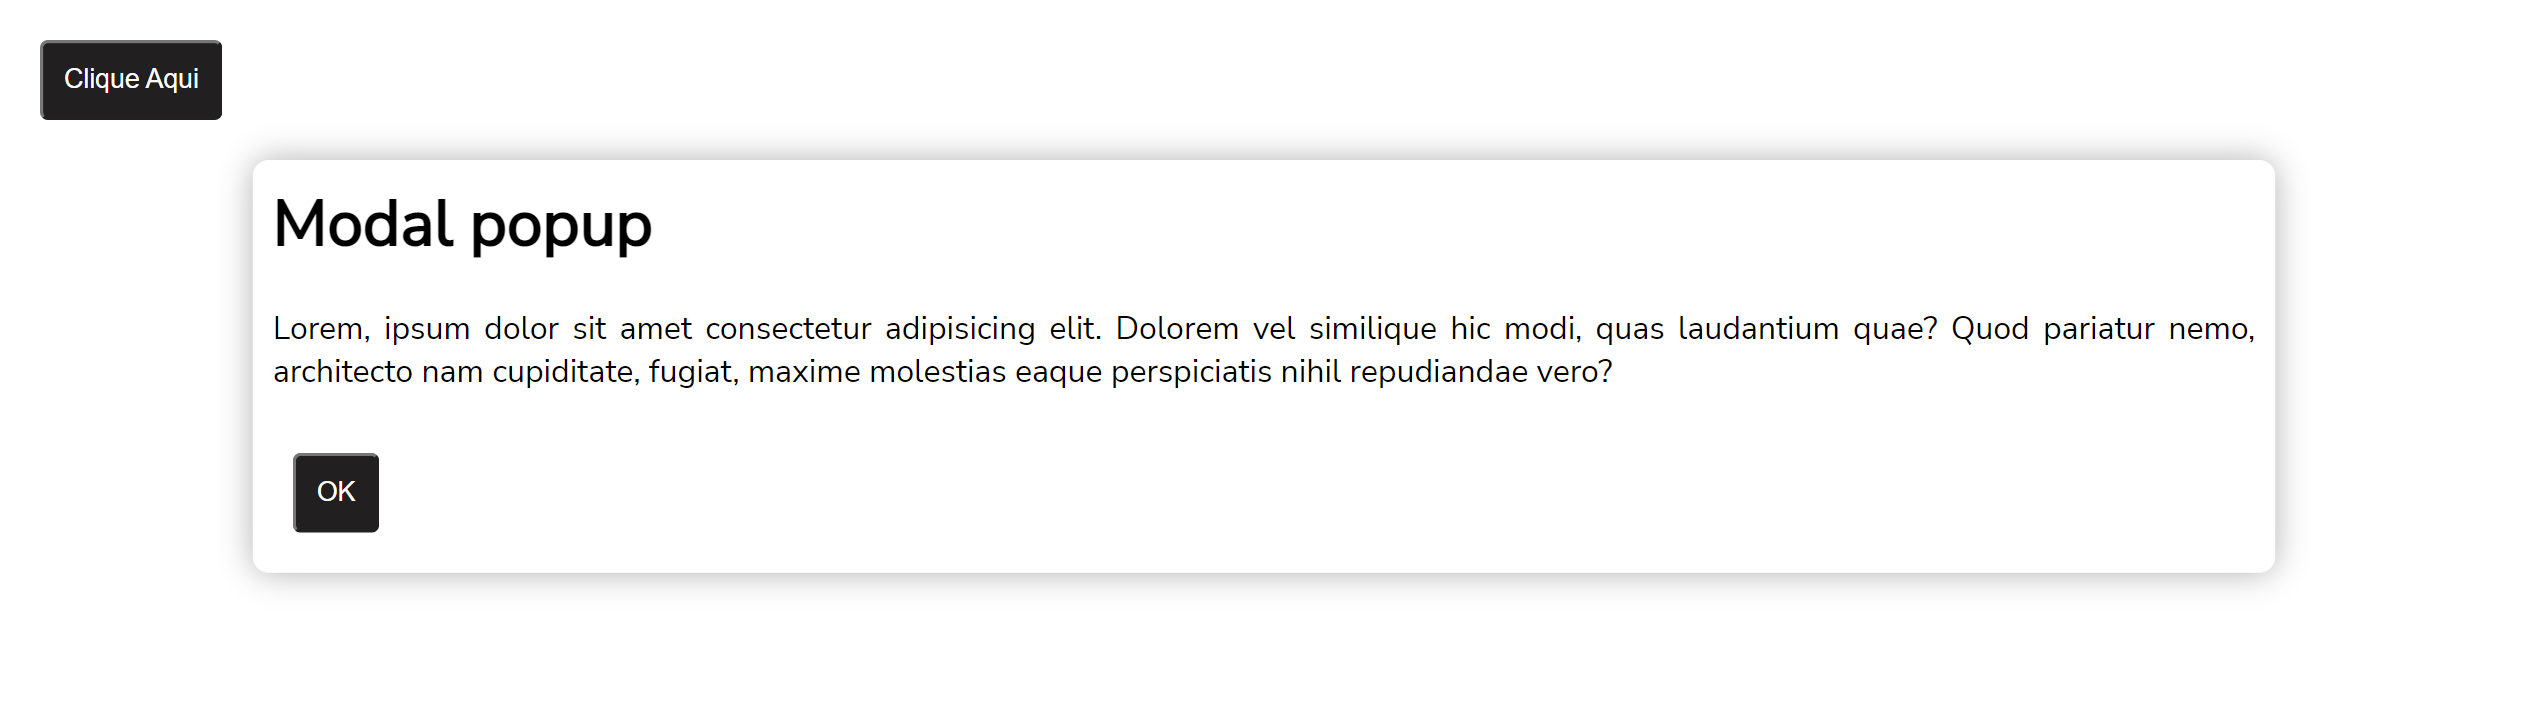 Clique Aqui
Modal popup
Lorem, ipsum dolor sit amet consectetur adipisicing elit. Dolorem vel similique hic modi, quas laudantium quae? Quod pariatur nemo,
architecto nam cupiditate, fugiat, maxime molestias eaque perspiciatis nihil repudiandae vero?
OK